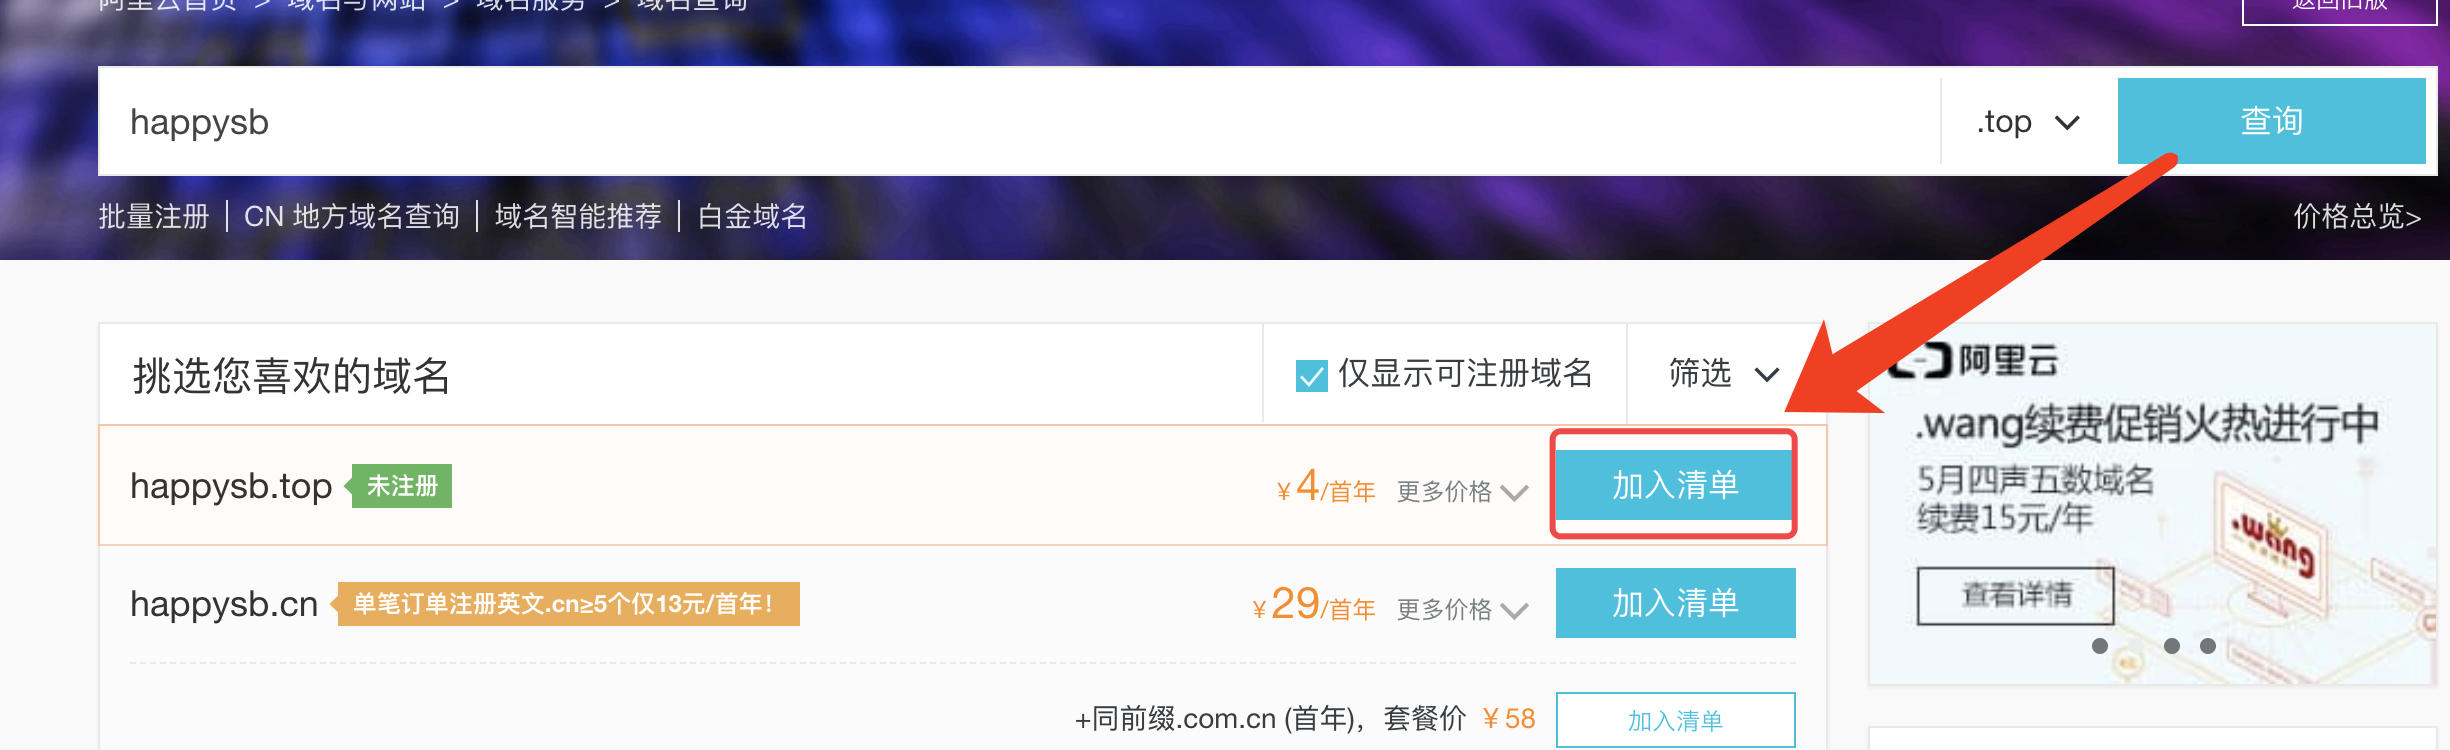 阿里云首页 > 域名与网站 > 域名服务 > 域名查询
返回旧版
happysb
.top
查询
批量注册 | CN 地方域名查询 | 域名智能推荐 | 白金域名
价格总览>
挑选您喜欢的域名
仅显示可注册域名
筛选
happysb.top
未注册
¥4/首年
更多价格
加入清单
happysb.cn
单笔订单注册英文.cn≥5个仅13元/首年！
¥29/首年
更多价格
加入清单
+同前缀.com.cn (首年)，套餐价 ¥58
加入清单
阿里云
.wang续费促销火热进行中
5月四声五数域名
续费15元/年
.wang
查看详情